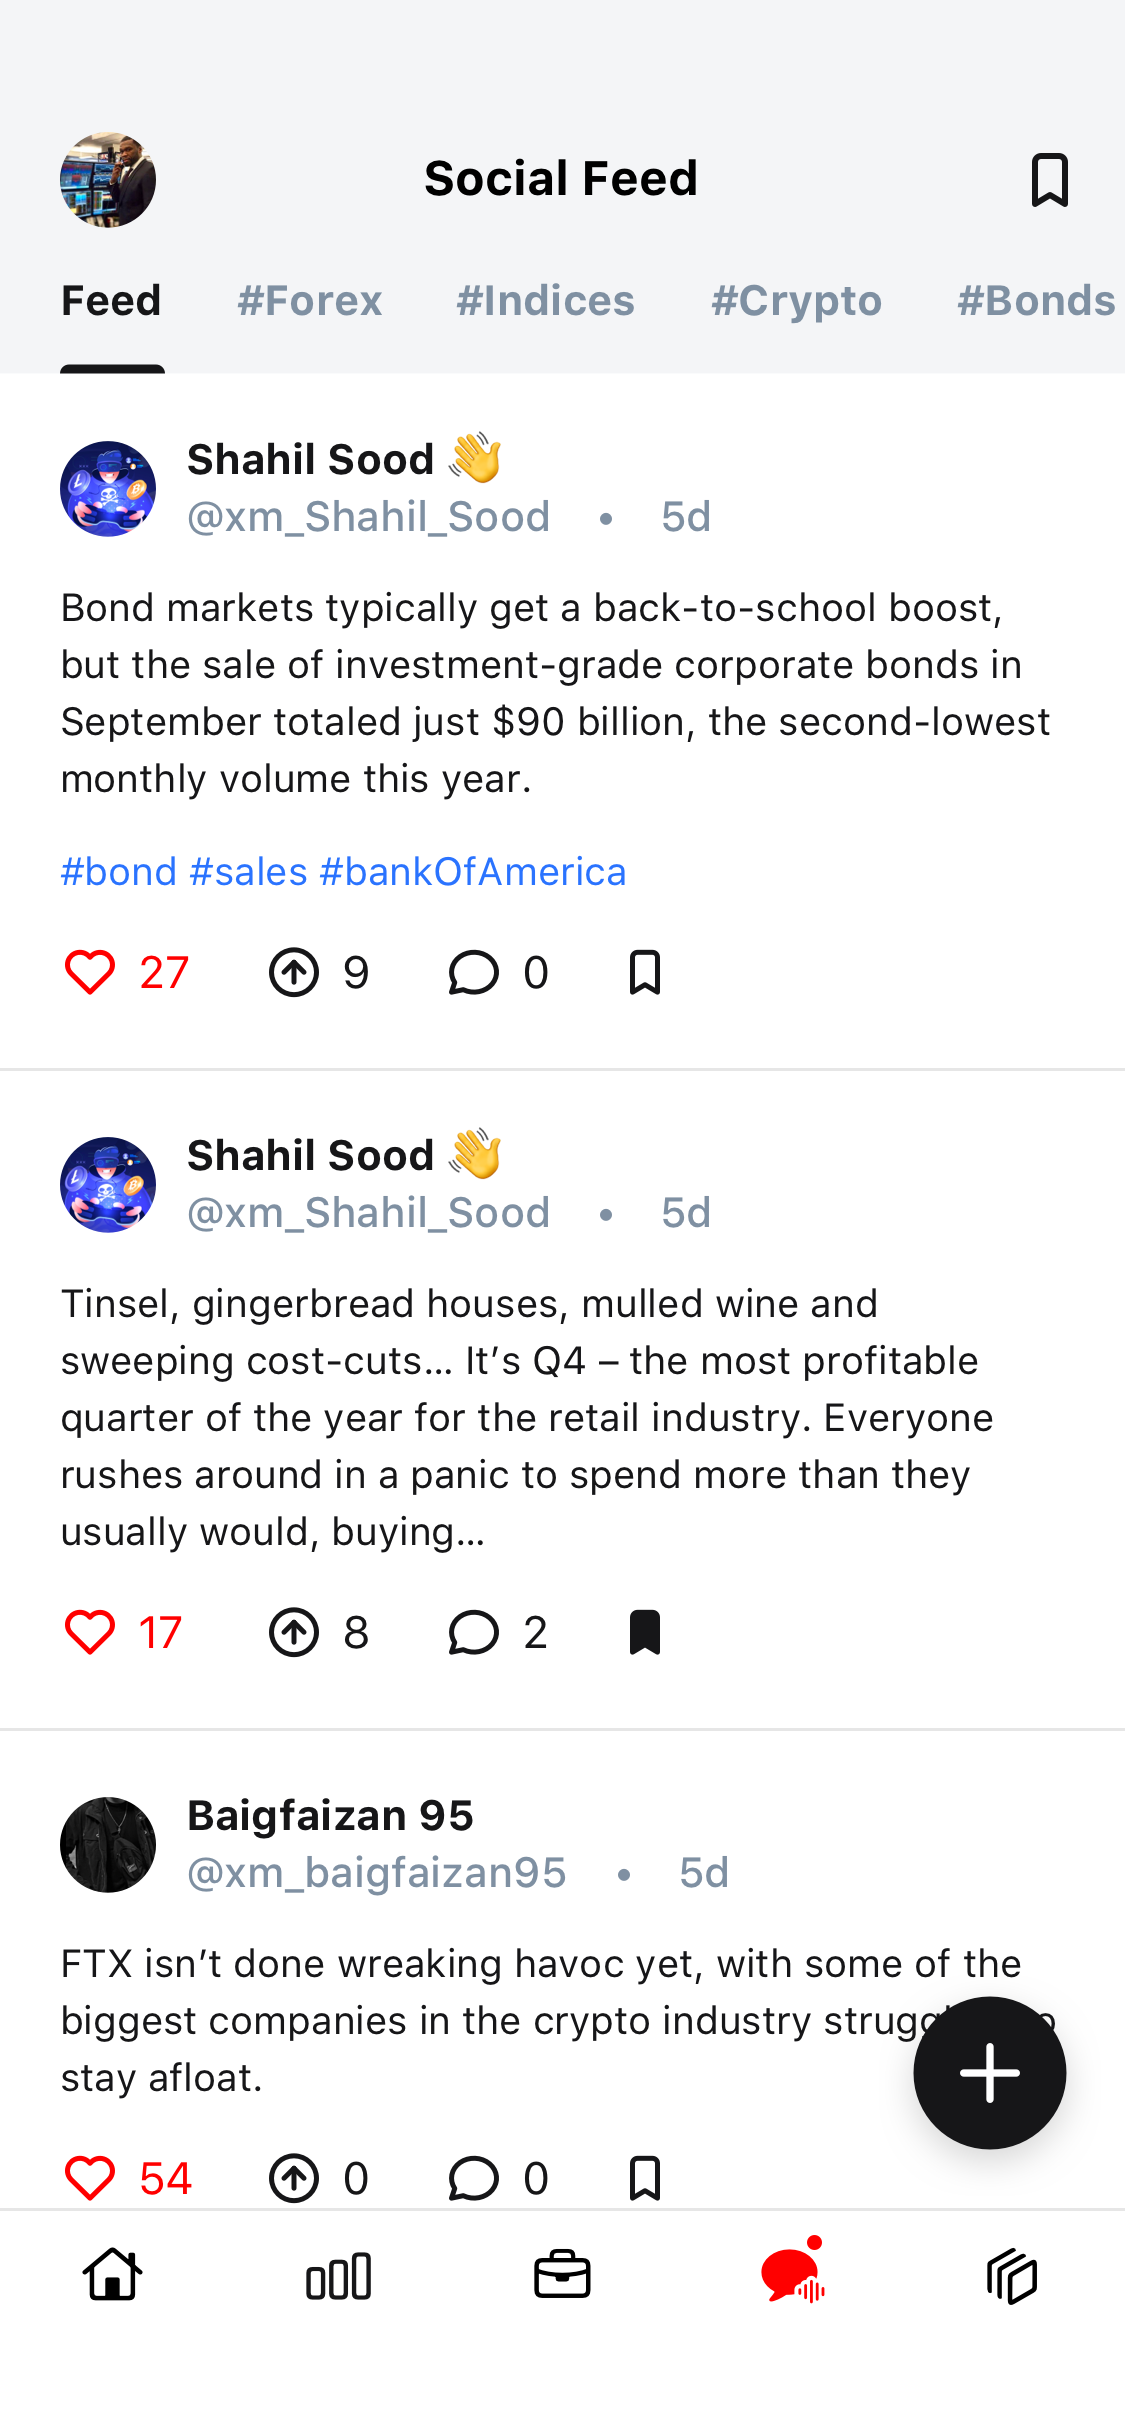 Social Feed
Feed #Forex #Indices #Crypto #Bonds
Shahil Sood 👋
@xm_Shahil_Sood • 5d
Bond markets typically get a back-to-school boost,
but the sale of investment-grade corporate bonds in
September totaled just $90 billion, the second-lowest
monthly volume this year.
#bond #sales #bankOfAmerica
27 9 0
Shahil Sood 👋
@xm_Shahil_Sood • 5d
Tinsel, gingerbread houses, mulled wine and
sweeping cost-cuts... It’s Q4 – the most profitable
quarter of the year for the retail industry. Everyone
rushes around in a panic to spend more than they
usually would, buying...
17 8 2
Baigfaizan 95
@xm_baigfaizan95 • 5d
FTX isn’t done wreaking havoc yet, with some of the
biggest companies in the crypto industry
stay afloat.
54 0 0